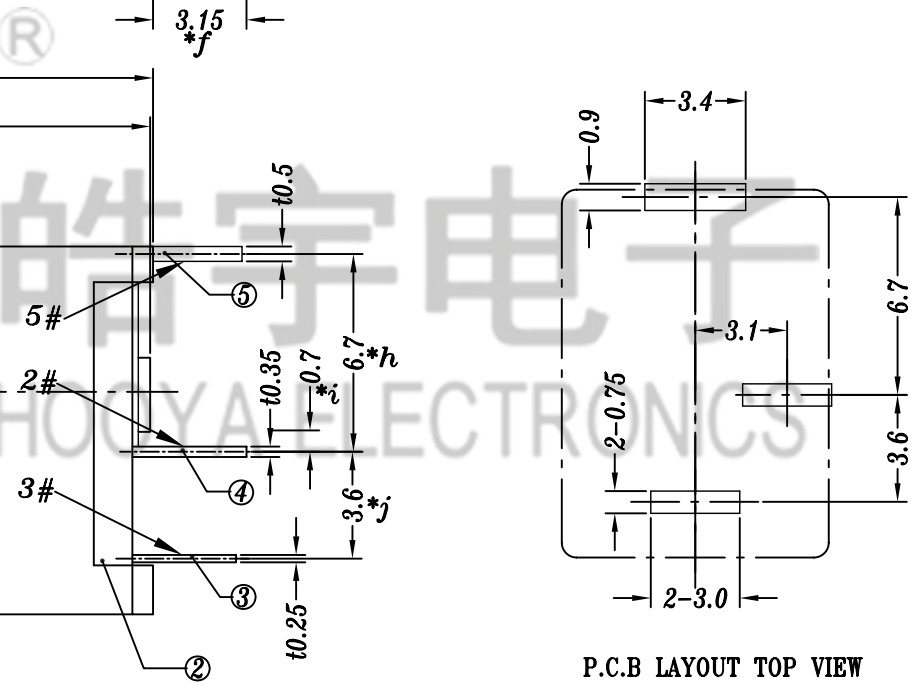 ®
3.15
*f
t0.5
5#
⑤
6.7*h
0.7
*i
t0.35
2#
④
3.6
*j
3#
③
t0.25
②
皓宇电子
HOOYA ELECTRONICS
3.4
0.9
6.7
3.1
2-0.75
3.6
2-3.0
P.C.B LAYOUT TOP VIEW